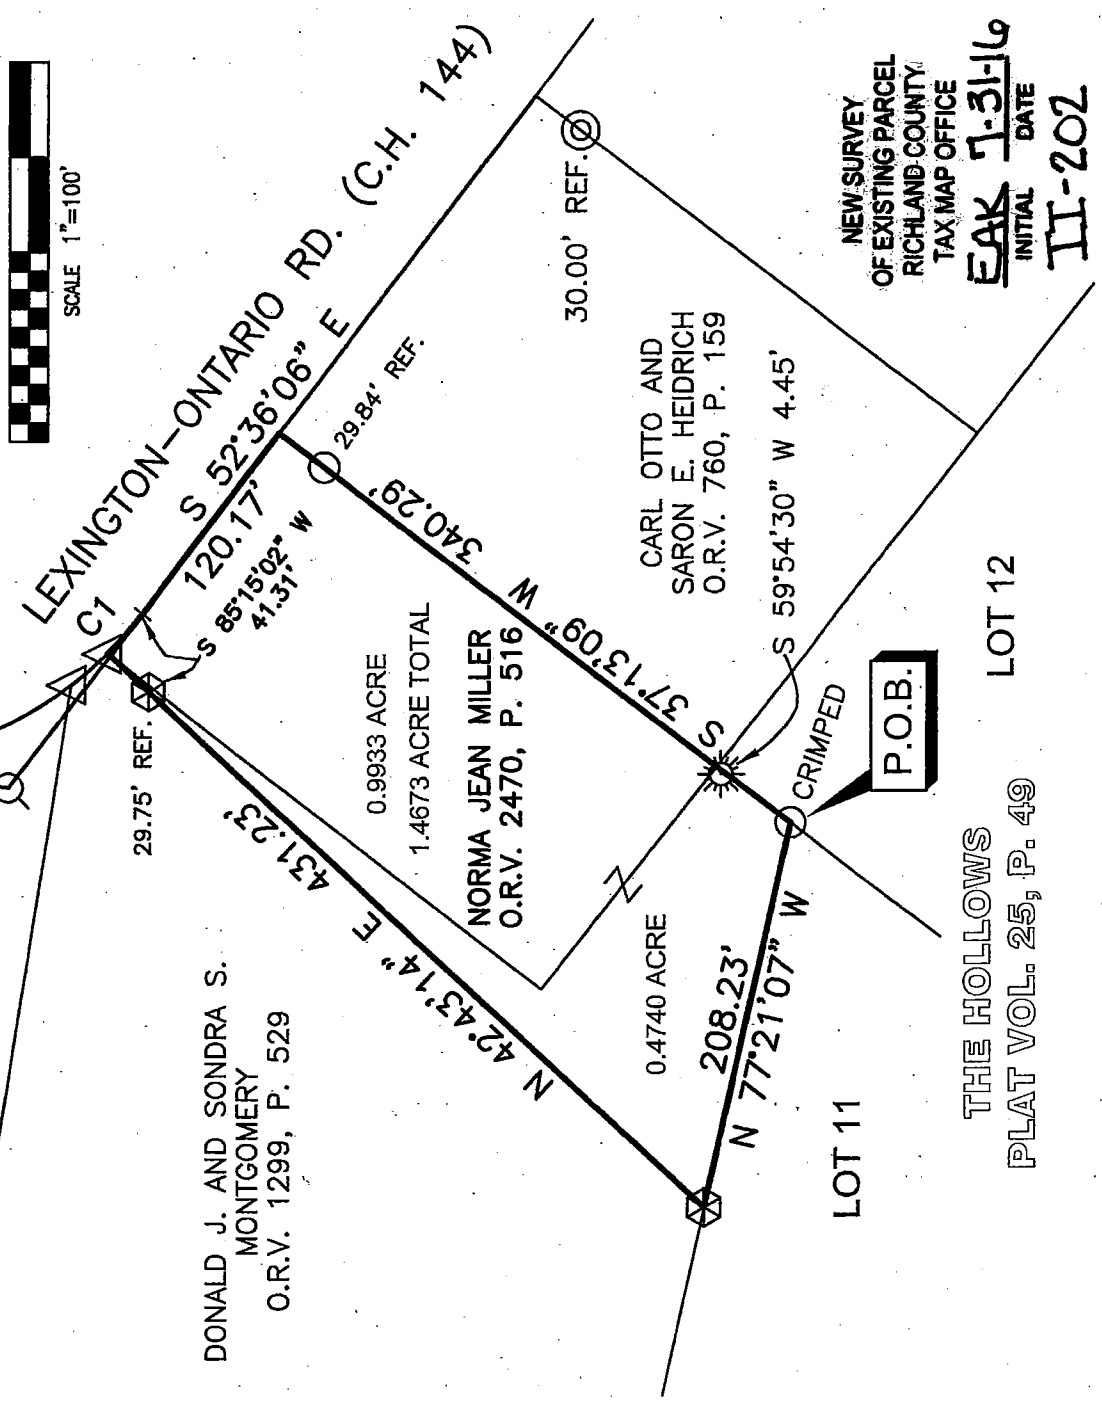 SCALE 1"=100'
LEXINGTON-ONTARIO RD. (C.H. 144)
C1
S 52°36'06" E
120.17'
S 85°15'02" W
41.31'
29.84' REF.
30.00' REF.
29.75' REF.
340.29'
S 37°13'09" W
431.23'
N 42°43'14" E
0.9933 ACRE
1.4673 ACRE TOTAL
NORMA JEAN MILLER
O.R.V. 2470, P. 516
CARL OTTO AND
SARON E. HEIDRICH
O.R.V. 760, P. 159
S 59°54'30" W 4.45'
CRIMPED
P.O.B.
0.4740 ACRE
208.23'
N 77°21'07" W
DONALD J. AND SONDRA S.
MONTGOMERY
O.R.V. 1299, P. 529
LOT 11
LOT 12
THE HOLLOWS
PLAT VOL. 25, P. 49
NEW SURVEY
OF EXISTING PARCEL
RICHLAND COUNTY
TAX MAP OFFICE
EAK 7-31-16
INITIAL DATE
II-202